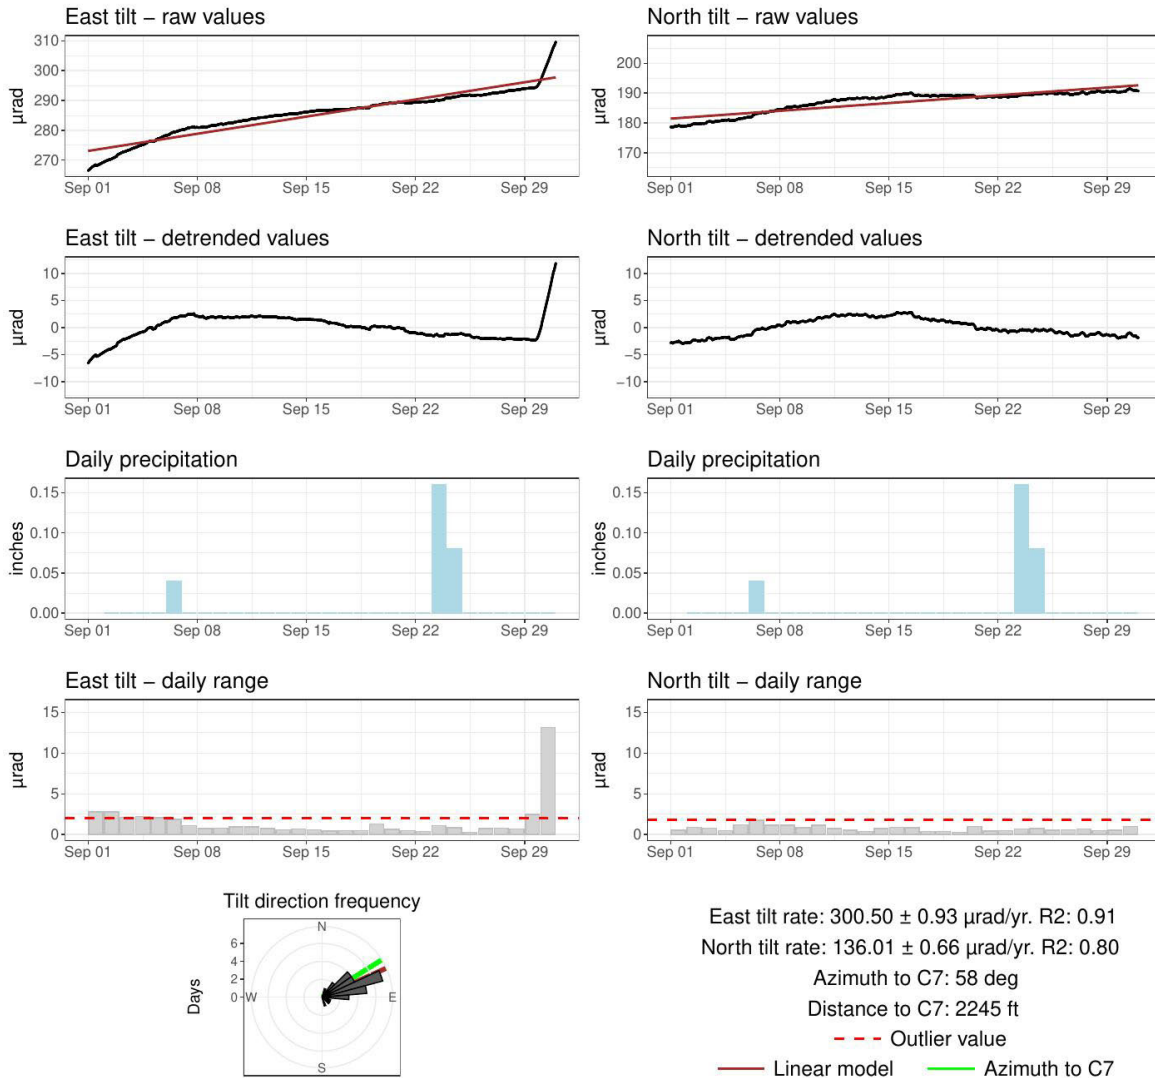 East tilt – raw values
North tilt – raw values
µrad
310
300
290
280
270
Sep 01
Sep 08
Sep 15
Sep 22
Sep 29
µrad
200
190
180
170
Sep 01
Sep 08
Sep 15
Sep 22
Sep 29
East tilt – detrended values
North tilt – detrended values
µrad
10
5
0
−5
−10
Sep 01
Sep 08
Sep 15
Sep 22
Sep 29
µrad
10
5
0
−5
−10
Sep 01
Sep 08
Sep 15
Sep 22
Sep 29
Daily precipitation
Daily precipitation
inches
0.15
0.10
0.05
0.00
Sep 01
Sep 08
Sep 15
Sep 22
Sep 29
inches
0.15
0.10
0.05
0.00
Sep 01
Sep 08
Sep 15
Sep 22
Sep 29
East tilt – daily range
North tilt – daily range
µrad
15
10
5
0
Sep 01
Sep 08
Sep 15
Sep 22
Sep 29
µrad
15
10
5
0
Sep 01
Sep 08
Sep 15
Sep 22
Sep 29
Tilt direction frequency
Days
6
4
2
0
N
W
E
S
East tilt rate: 300.50 ± 0.93 µrad/yr. R2: 0.91
North tilt rate: 136.01 ± 0.66 µrad/yr. R2: 0.80
Azimuth to C7: 58 deg
Distance to C7: 2245 ft
Outlier value
Linear model
Azimuth to C7